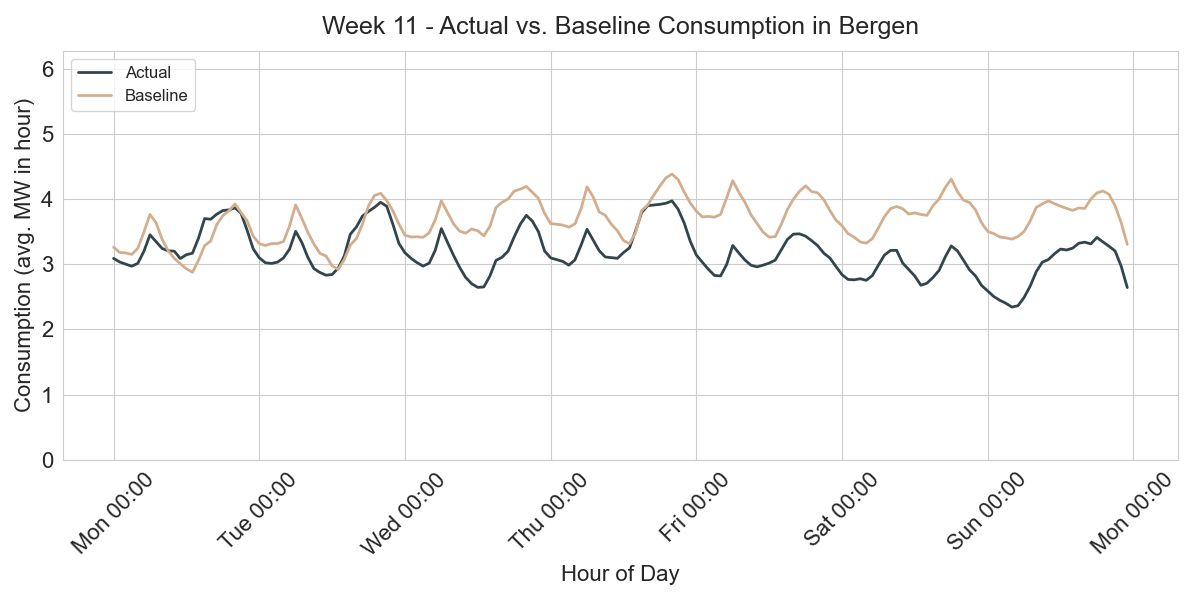 Week 11 - Actual vs. Baseline Consumption in Bergen
Actual
Baseline
Consumption (avg. MW in hour)
6
5
4
3
2
1
0
Mon 00:00
Tue 00:00
Wed 00:00
Thu 00:00
Fri 00:00
Sat 00:00
Sun 00:00
Mon 00:00
Hour of Day